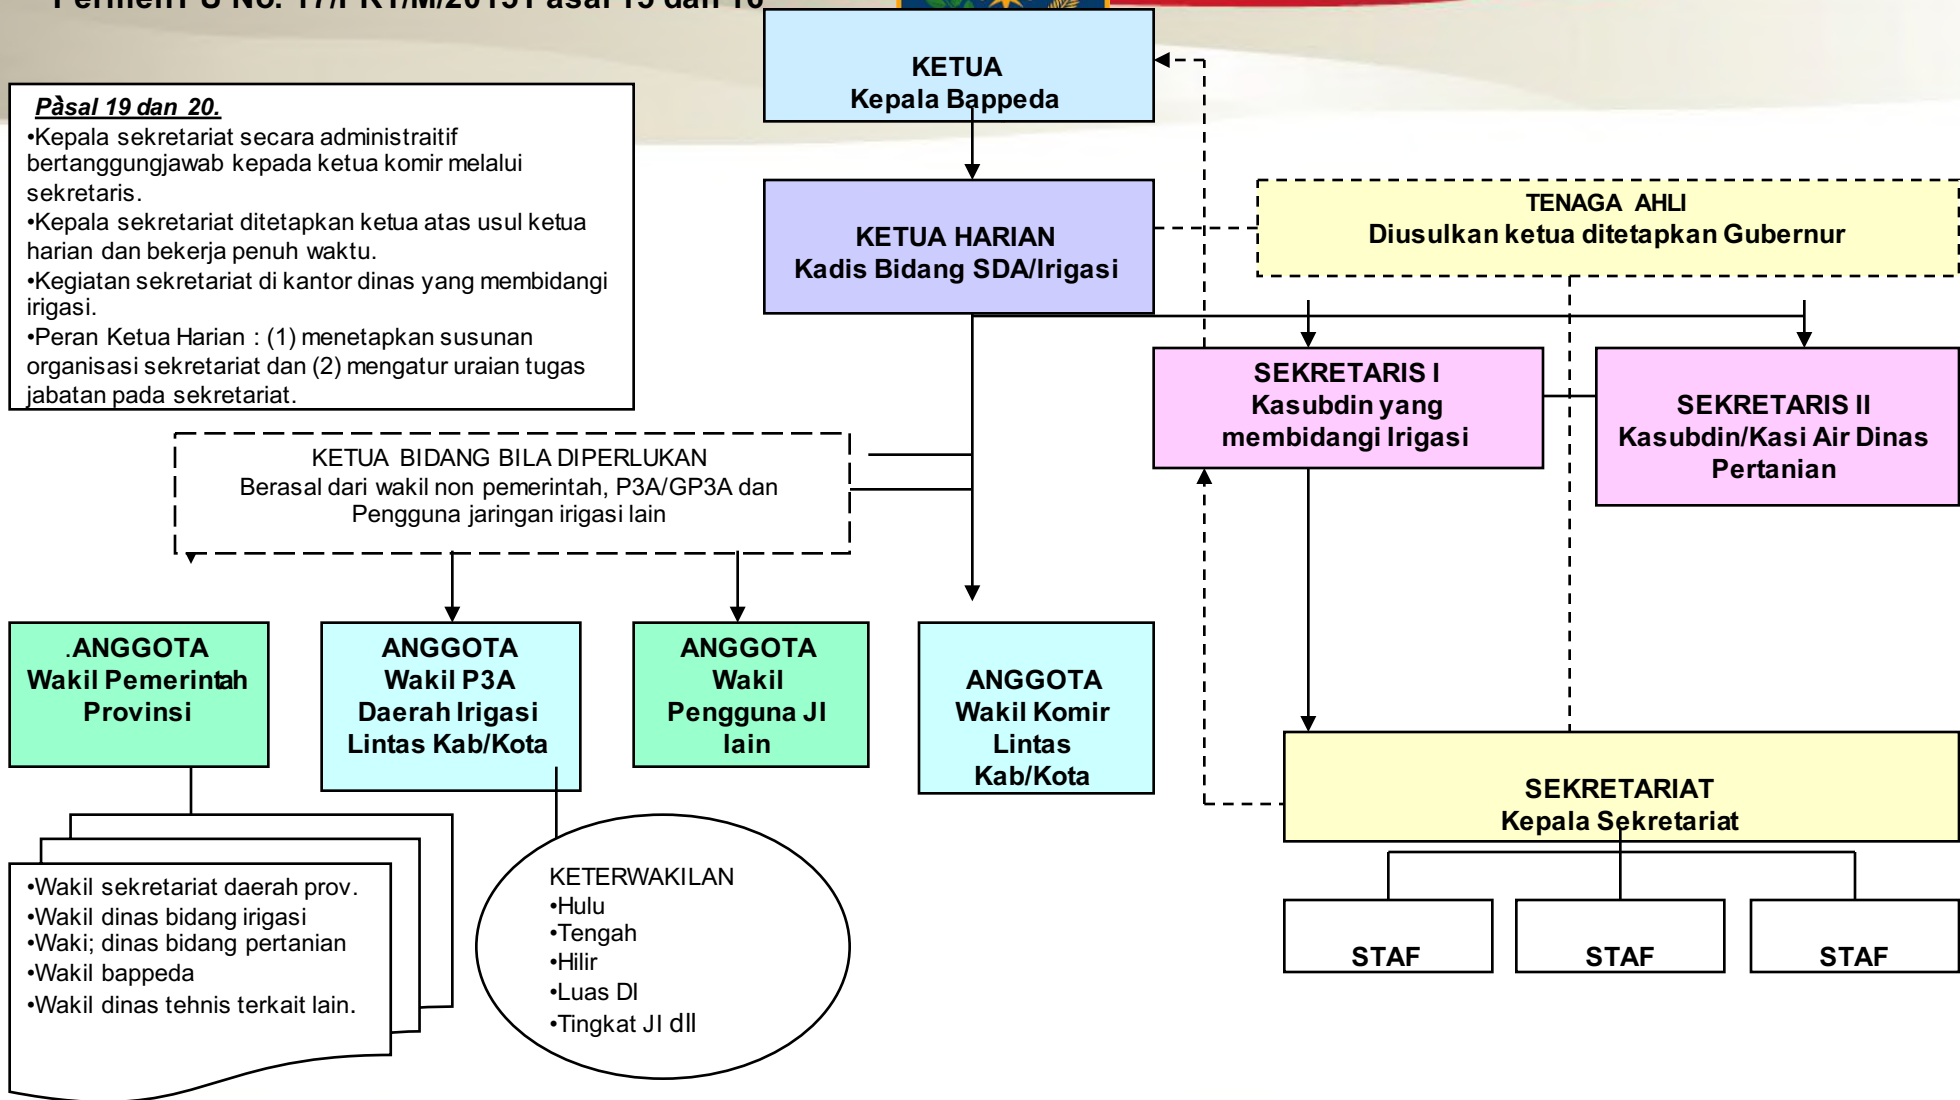 KETUA
Kepala Bappeda
Pasal 19 dan 20.
•Kepala sekretariat secara administraitif
bertanggungjawab kepada ketua komir melalui
sekretaris.
•Kepala sekretariat ditetapkan ketua atas usul ketua
harian dan bekerja penuh waktu.
•Kegiatan sekretariat di kantor dinas yang membidangi
irigasi.
•Peran Ketua Harian : (1) menetapkan susunan
organisasi sekretariat dan (2) mengatur uraian tugas
jabatan pada sekretariat.
KETUA HARIAN
Kadis Bidang SDA/Irigasi
TENAGA AHLI
Diusulkan ketua ditetapkan Gubernur
SEKRETARIS I
Kasubdin yang
membidangi Irigasi
SEKRETARIS II
Kasubdin/Kasi Air Dinas
Pertanian
KETUA BIDANG BILA DIPERLUKAN
Berasal dari wakil non pemerintah, P3A/GP3A dan
Pengguna jaringan irigasi lain
.ANGGOTA
Wakil Pemerintah
Provinsi
ANGGOTA
Wakil P3A
Daerah Irigasi
Lintas Kab/Kota
ANGGOTA
Wakil
Pengguna JI
lain
ANGGOTA
Wakil Komir
Lintas
Kab/Kota
SEKRETARIAT
Kepala Sekretariat
•Wakil sekretariat daerah prov.
•Wakil dinas bidang irigasi
•Waki; dinas bidang pertanian
•Wakil bappeda
•Wakil dinas tehnis terkait lain.
KETERWAKILAN
•Hulu
•Tengah
•Hilir
•Luas DI
•Tingkat JI dll
STAF
STAF
STAF